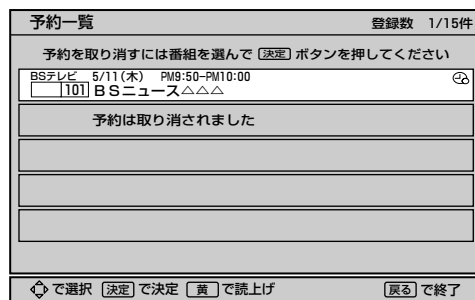 予約一覧 登録数 1/15件
予約を取り消すには番組を選んで 決定 ボタンを押してください
BSテレビ 5/11(木) PM9:50-PM10:00
101 BSニュース△△△
予約は取り消されました
で選択 決定 で決定 黄 で読上げ 戻る で終了